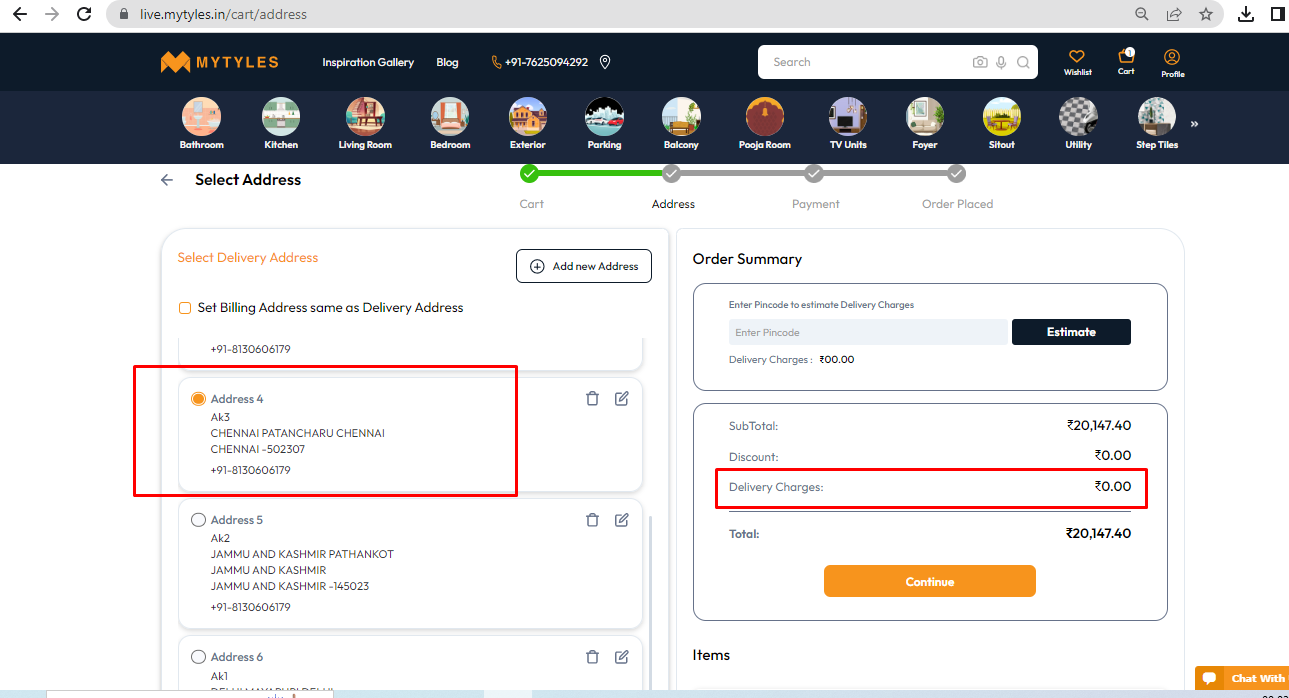 live.mytyles.in/cart/address
MYTYLES
Inspiration Gallery
Blog
+91-7625094292
Search
Wishlist
1
Cart
Profile
Bathroom
Kitchen
Living Room
Bedroom
Exterior
Parking
Balcony
Pooja Room
TV Units
Foyer
Sitout
Utility
Step Tiles
»
Select Address
Cart
Address
Payment
Order Placed
Select Delivery Address
Add new Address
Set Billing Address same as Delivery Address
+91-8130606179
Address 4
Ak3
CHENNAI PATANCHARU CHENNAI
CHENNAI -502307
+91-8130606179
Address 5
Ak2
JAMMU AND KASHMIR PATHANKOT
JAMMU AND KASHMIR
JAMMU AND KASHMIR -145023
+91-8130606179
Address 6
Ak1
Order Summary
Enter Pincode to estimate Delivery Charges
Enter Pincode
Estimate
Delivery Charges : ₹00.00
SubTotal: ₹20,147.40
Discount: ₹0.00
Delivery Charges: ₹0.00
Total: ₹20,147.40
Continue
Items
Chat With